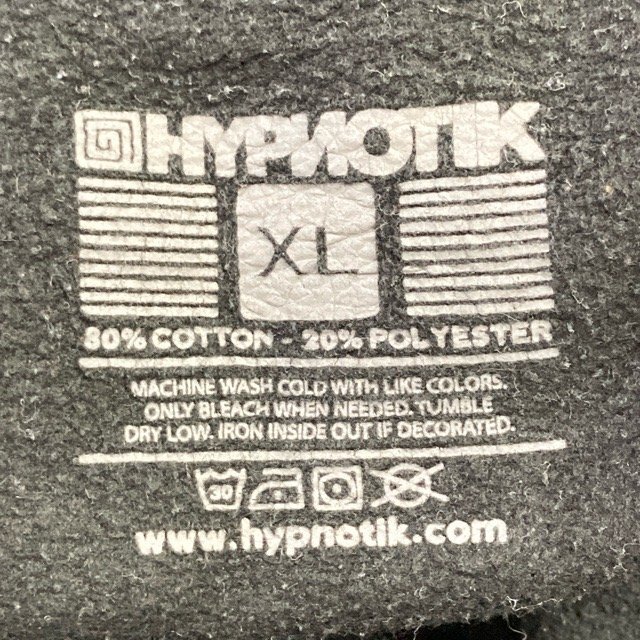 HYPNOTIK
XL
80% COTTON - 20% POLYESTER
MACHINE WASH COLD WITH LIKE COLORS.
ONLY BLEACH WHEN NEEDED. TUMBLE
DRY LOW. IRON INSIDE OUT IF DECORATED.
30
www.hypnotik.com